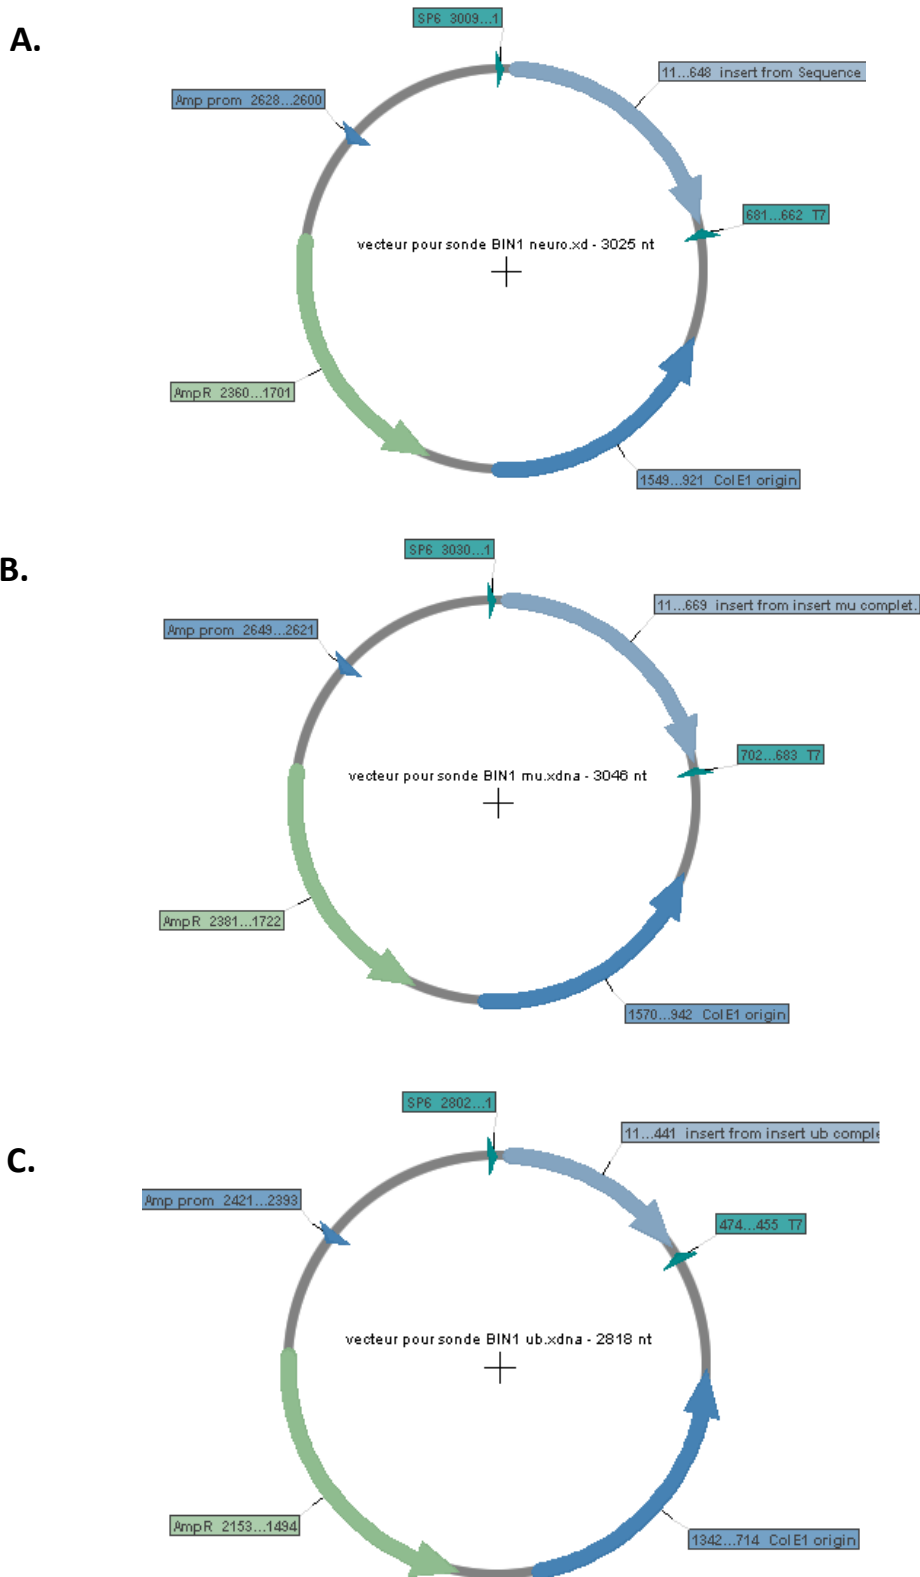 A.
SP6 3009...1
11...648 insert from Sequence
Amp prom 2628...2600
681...662 T7
vecteur pour sonde BIN1 neuro.xd - 3025 nt
AmpR 2360...1701
1549...921 ColE1 origin
B.
SP6 3030...1
11...669 insert from insert mu complet.
Amp prom 2649...2621
702...683 T7
vecteur pour sonde BIN1 mu.xdna - 3046 nt
AmpR 2381...1722
1570...942 ColE1 origin
C.
SP6 2802...1
11...441 insert from insert ub comple
Amp prom 2421...2393
474...455 T7
vecteur pour sonde BIN1 ub.xdna - 2818 nt
AmpR 2153...1494
1342...714 ColE1 origin